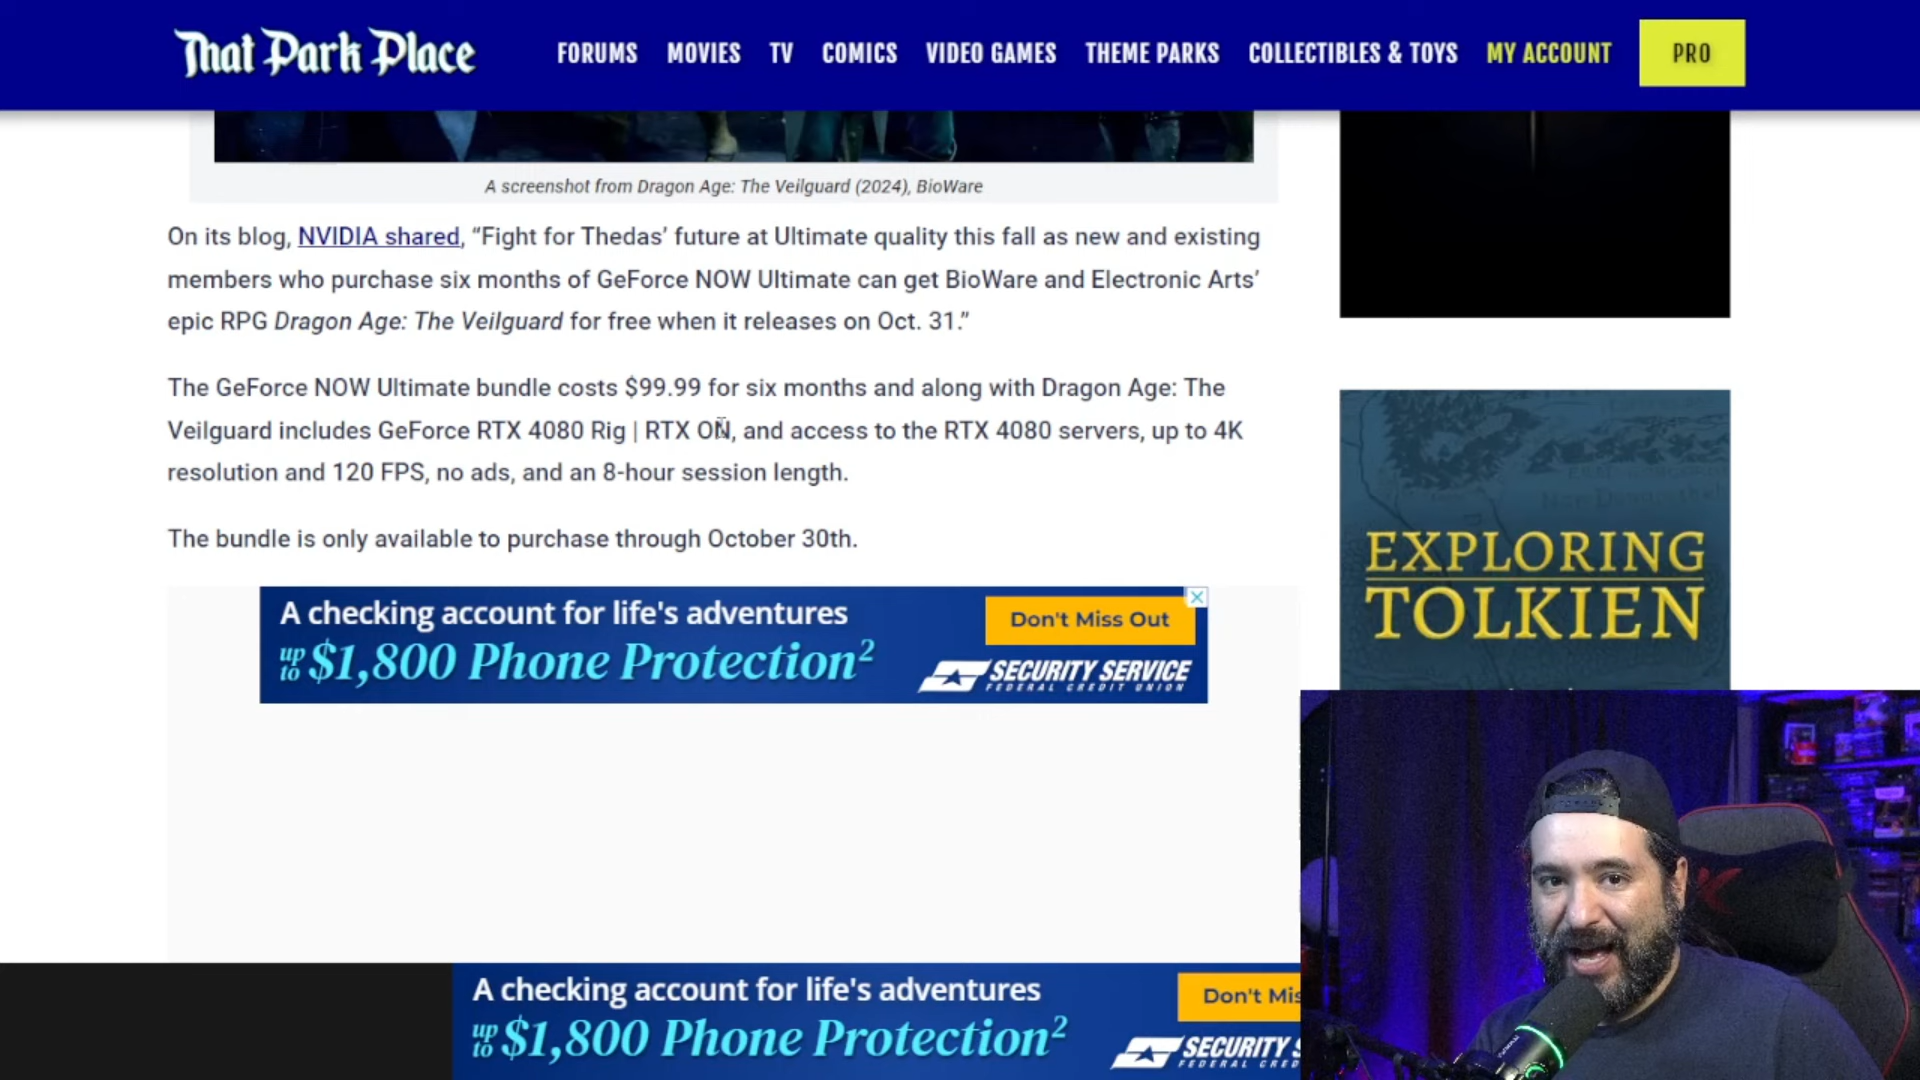 That Park Place
FORUMS MOVIES TV COMICS VIDEO GAMES THEME PARKS COLLECTIBLES & TOYS MY ACCOUNT PRO
A screenshot from Dragon Age: The Veilguard (2024), BioWare
On its blog, NVIDIA shared, “Fight for Thedas’ future at Ultimate quality this fall as new and existing
members who purchase six months of GeForce NOW Ultimate can get BioWare and Electronic Arts’
epic RPG Dragon Age: The Veilguard for free when it releases on Oct. 31.”
The GeForce NOW Ultimate bundle costs $99.99 for six months and along with Dragon Age: The
Veilguard includes GeForce RTX 4080 Rig | RTX ON, and access to the RTX 4080 servers, up to 4K
resolution and 120 FPS, no ads, and an 8-hour session length.
The bundle is only available to purchase through October 30th.
A checking account for life's adventures
up to $1,800 Phone Protection2
Don't Miss Out
SECURITY SERVICE
FEDERAL CREDIT UNION
EXPLORING
TOLKIEN
A checking account for life's adventures
up to $1,800 Phone Protection2
Don't Mis
SECURITY S
FEDERAL CRED